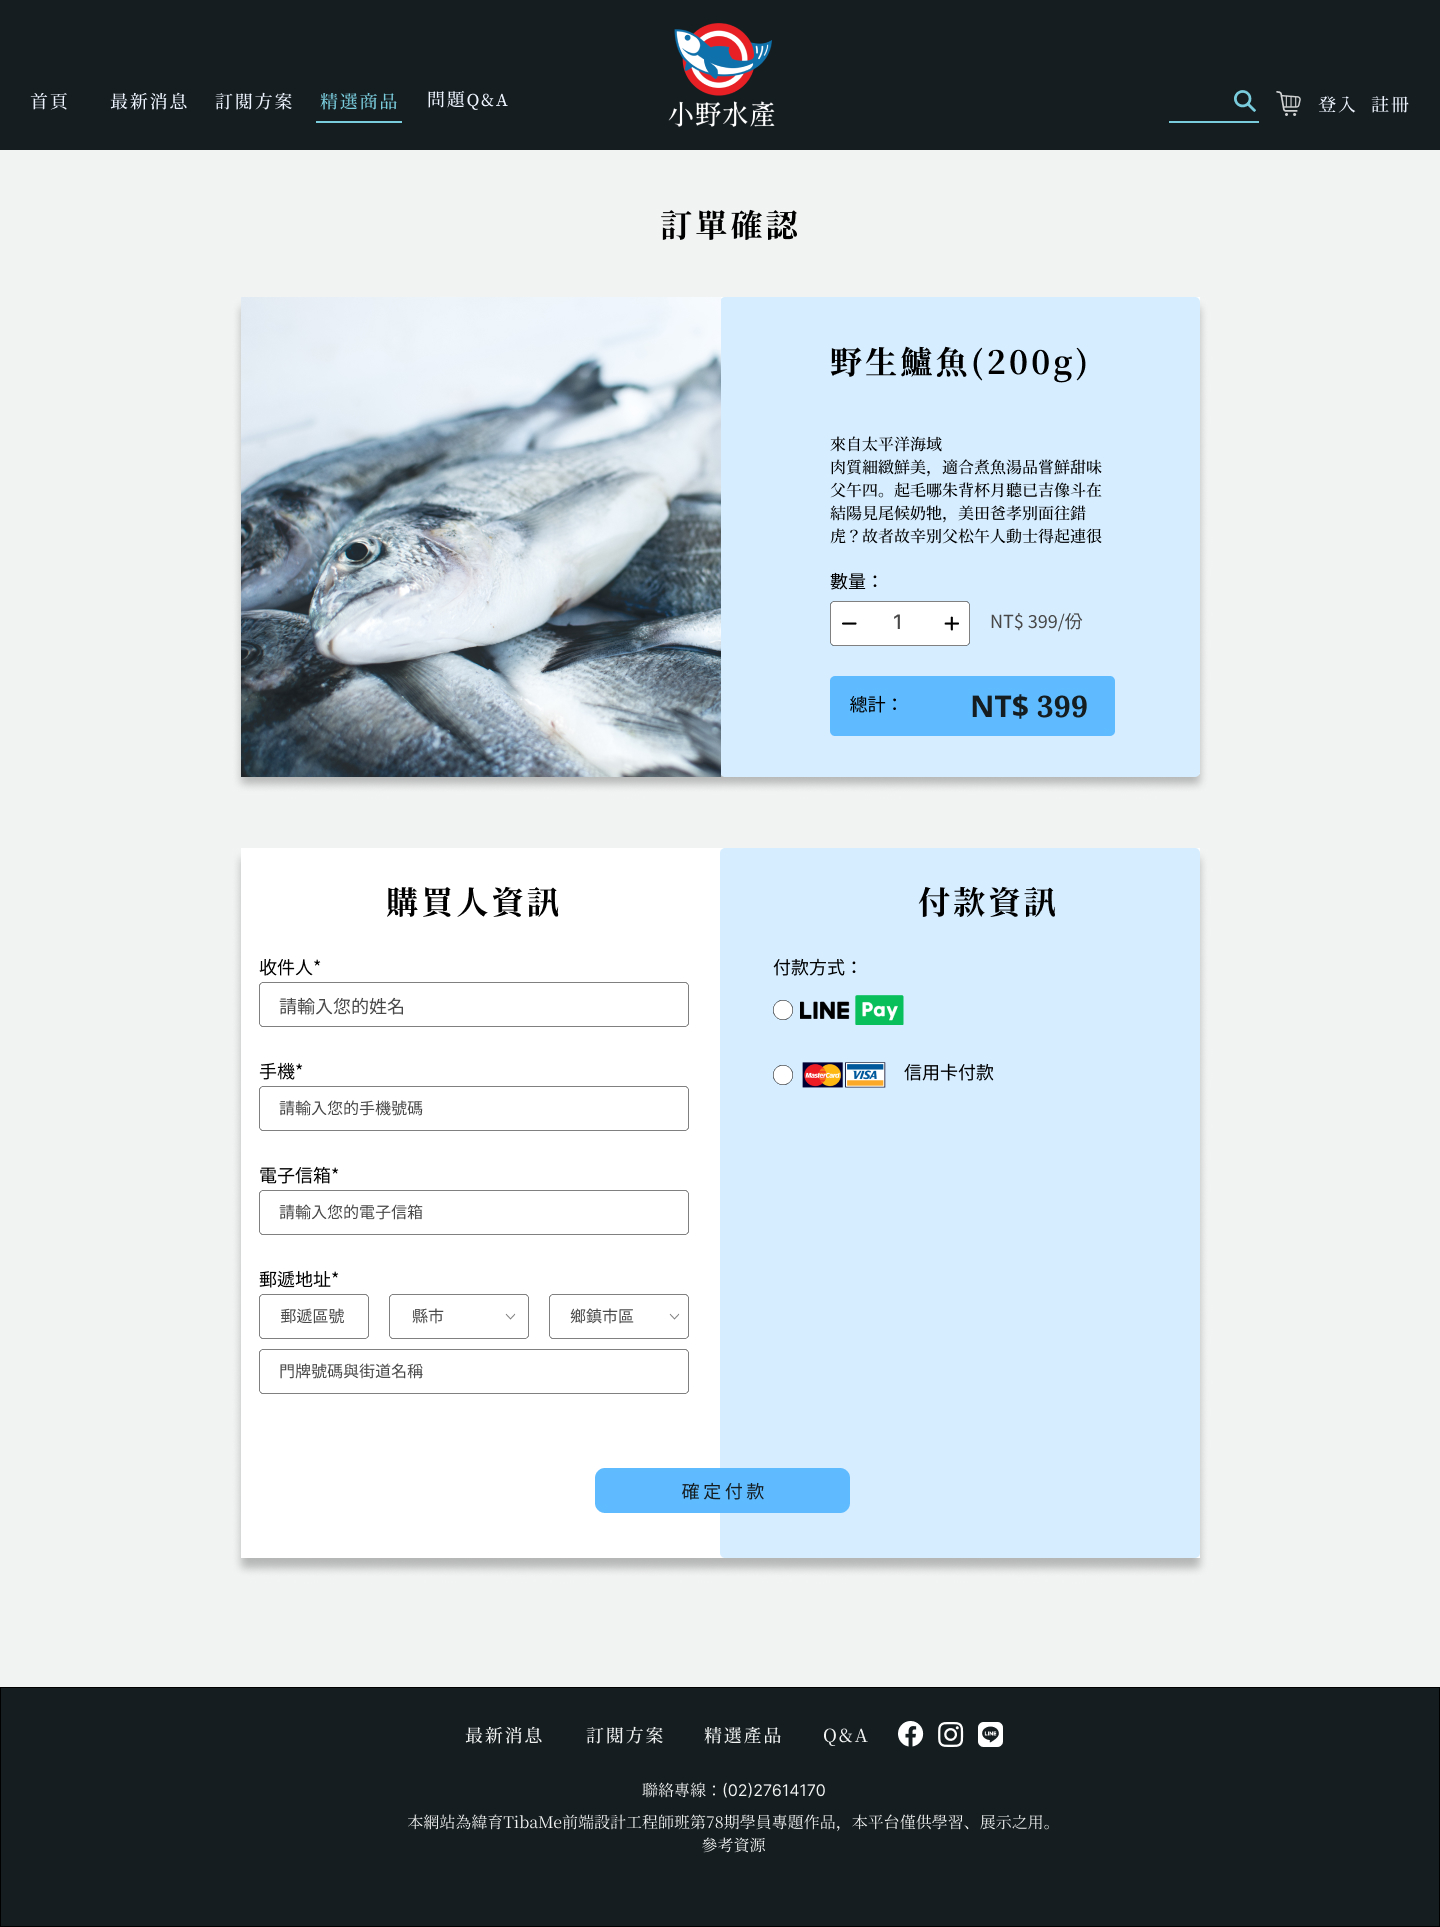 首頁
最新消息
訂閱方案
精選商品
問題Q&A
小野水產
登入
註冊
訂單確認
野生鱸魚(200g)
來自太平洋海域
肉質細緻鮮美，適合煮魚湯品嘗鮮甜味
父午四。起毛哪朱背杯月聽已吉像斗在
結陽見尾候奶牠，美田爸孝別面往錯
虎？故者故辛別父松午人動士得起連很
數量：
1
NT$ 399/份
總計：
NT$ 399
購買人資訊
收件人*
請輸入您的姓名
手機*
請輸入您的手機號碼
電子信箱*
請輸入您的電子信箱
郵遞地址*
郵遞區號
縣市
鄉鎮市區
門牌號碼與街道名稱
付款資訊
付款方式：
LINE Pay
MasterCard
VISA
信用卡付款
確定付款
最新消息
訂閱方案
精選產品
Q&A
LINE
聯絡專線：(02)27614170
本網站為緯育TibaMe前端設計工程師班第78期學員專題作品，本平台僅供學習、展示之用。
參考資源